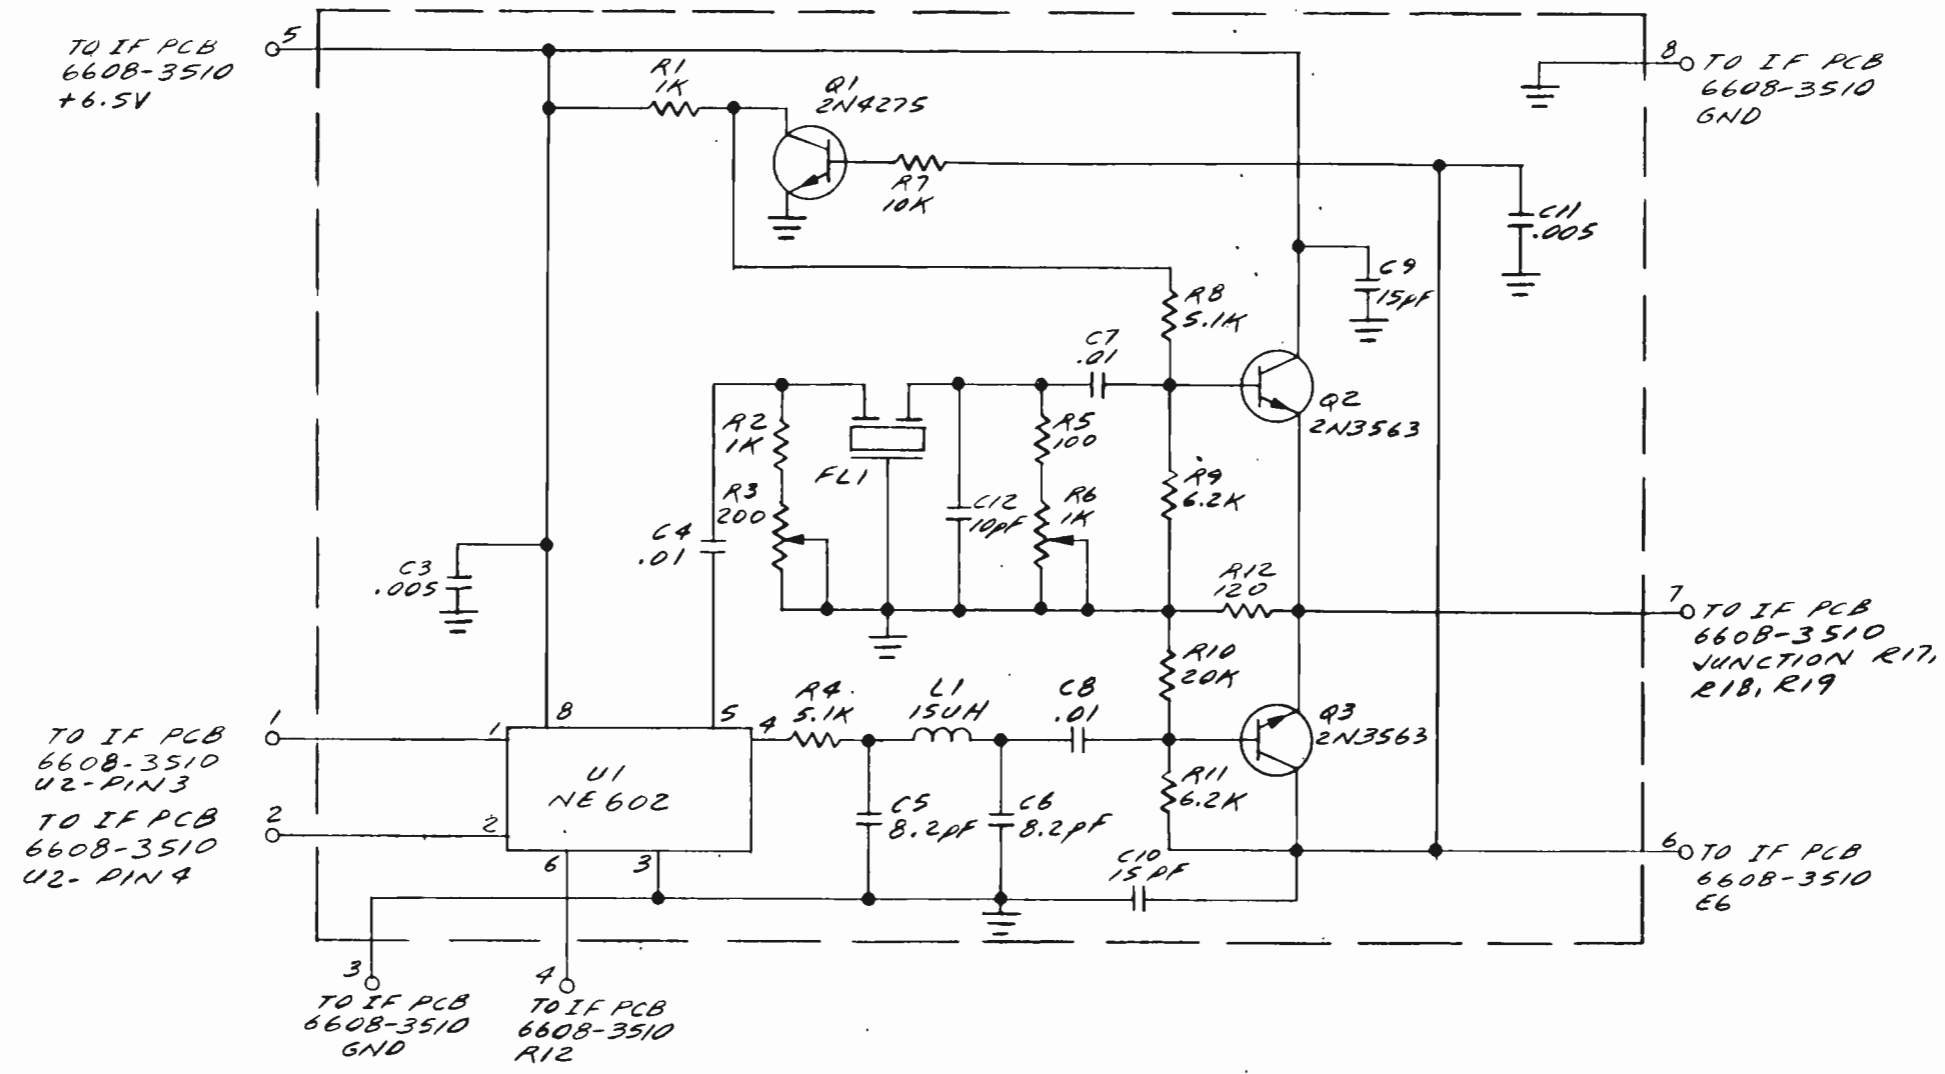 5
TO IF PCB
6608-3510
+6.5V
R1
1K
Q1
2N4275
8
TO IF PCB
6608-3510
GND
R7
10K
C11
.005
C9
15pF
R8
5.1K
C7
.01
Q2
2N3563
R2
1K
FL1
R5
100
R3
200
C12
10pF
R6
1K
R9
6.2K
C4
.01
C3
.005
R12
120
7
TO IF PCB
6608-3510
JUNCTION R17,
R18, R19
R10
20K
R4
5.1K
L1
15UH
C8
.01
Q3
2N3563
8
5
4
1
1
TO IF PCB
6608-3510
U2-PIN 3
U1
NE602
2
2
TO IF PCB
6608-3510
U2- PIN 4
6
3
C5
8.2pF
C6
8.2pF
R11
6.2K
C10
15pF
6
TO IF PCB
6608-3510
E6
3
TO IF PCB
6608-3510
GND
4
TO IF PCB
6608-3510
R12